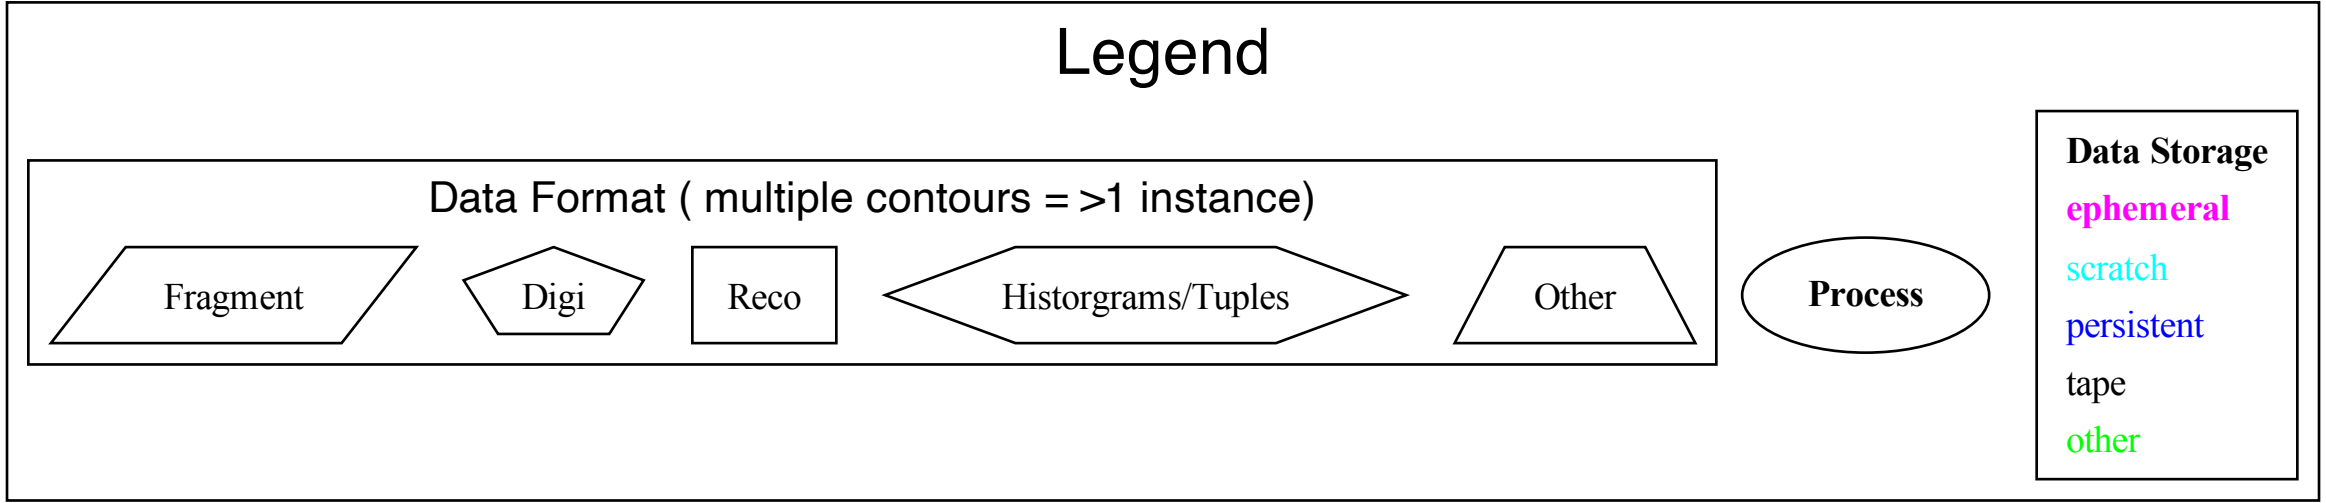 Legend
Data Format ( multiple contours = >1 instance)
Fragment
Digi
Reco
Historgrams/Tuples
Other
Process
Data Storage
ephemeral
scratch
persistent
tape
other